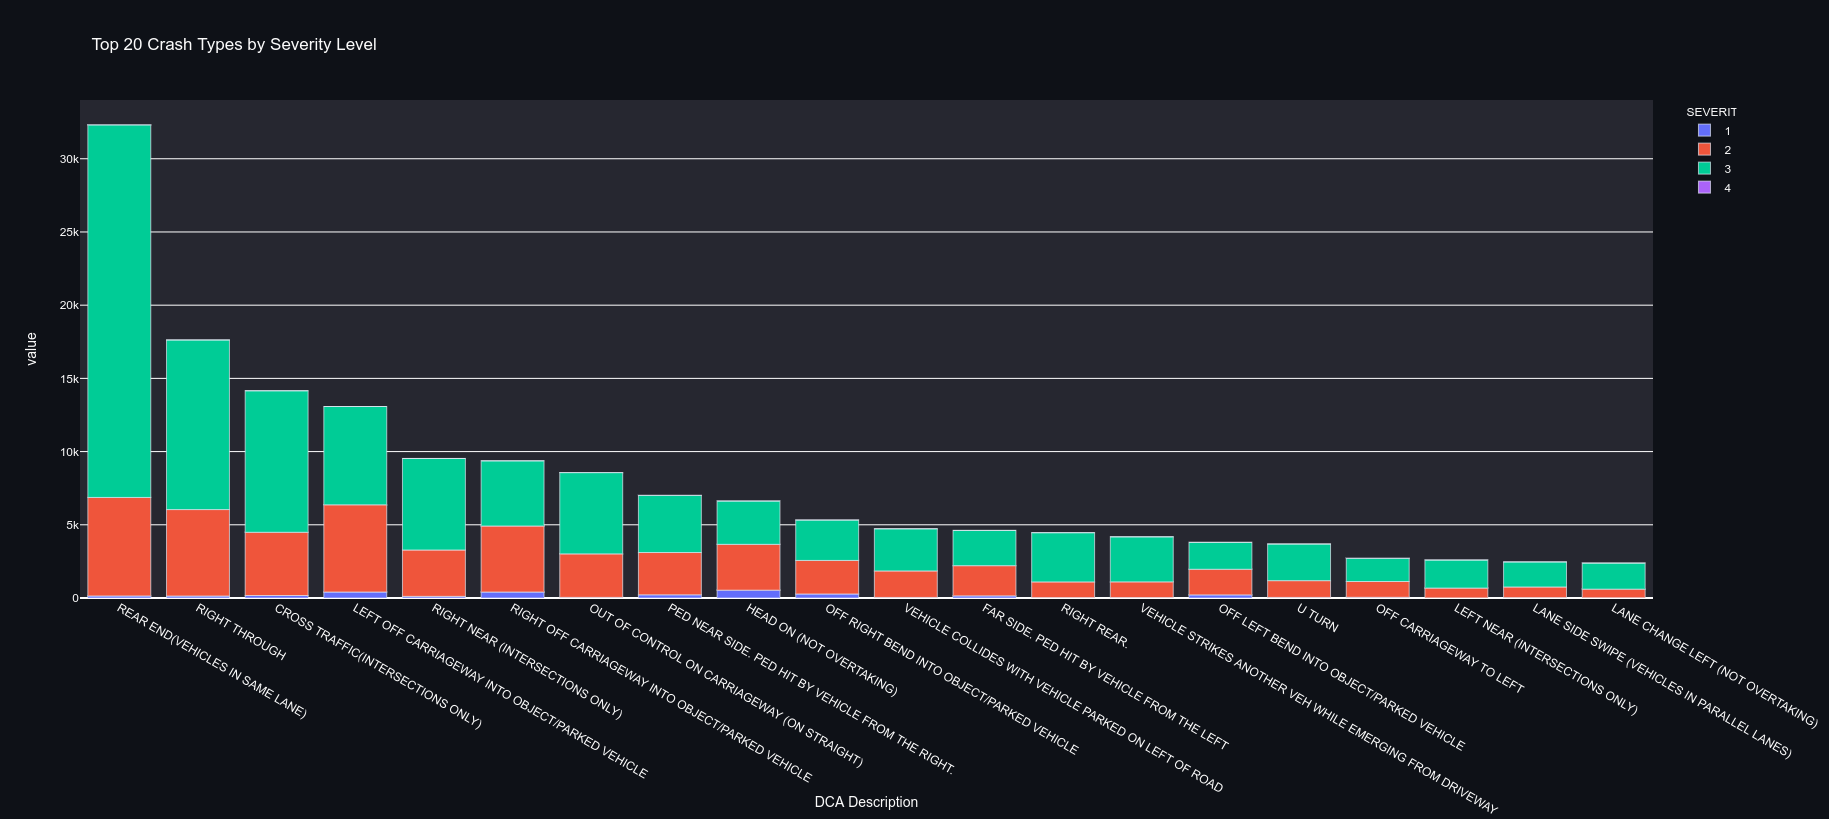 Top 20 Crash Types by Severity Level
SEVERIT
1
2
3
4
value
30k
25k
20k
15k
10k
5k
0
REAR END(VEHICLES IN SAME LANE)
RIGHT THROUGH
CROSS TRAFFIC(INTERSECTIONS ONLY)
LEFT OFF CARRIAGEWAY INTO OBJECT/PARKED VEHICLE
RIGHT NEAR (INTERSECTIONS ONLY)
RIGHT OFF CARRIAGEWAY INTO OBJECT/PARKED VEHICLE
OUT OF CONTROL ON CARRIAGEWAY (ON STRAIGHT)
PED NEAR SIDE. PED HIT BY VEHICLE FROM THE RIGHT.
HEAD ON (NOT OVERTAKING)
OFF RIGHT BEND INTO OBJECT/PARKED VEHICLE
VEHICLE COLLIDES WITH VEHICLE PARKED ON LEFT OF ROAD
FAR SIDE. PED HIT BY VEHICLE FROM THE LEFT
RIGHT REAR.
VEHICLE STRIKES ANOTHER VEH WHILE EMERGING FROM DRIVEWAY
OFF LEFT BEND INTO OBJECT/PARKED VEHICLE
U TURN
OFF CARRIAGEWAY TO LEFT
LEFT NEAR (INTERSECTIONS ONLY)
LANE SIDE SWIPE (VEHICLES IN PARALLEL LANES)
LANE CHANGE LEFT (NOT OVERTAKING)
DCA Description